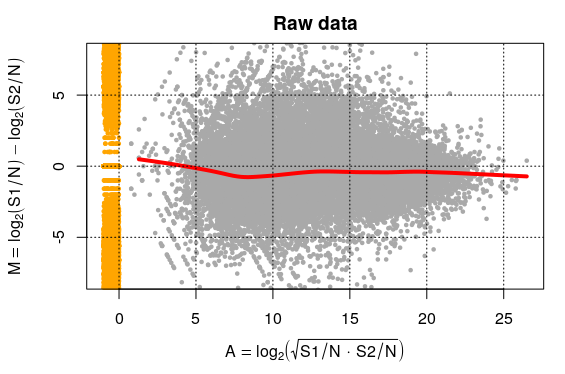 Raw data
M = log₂(S1/N) − log₂(S2/N)
5
0
-5
0 5 10 15 20 25
A = log₂(√S1/N · S2/N)